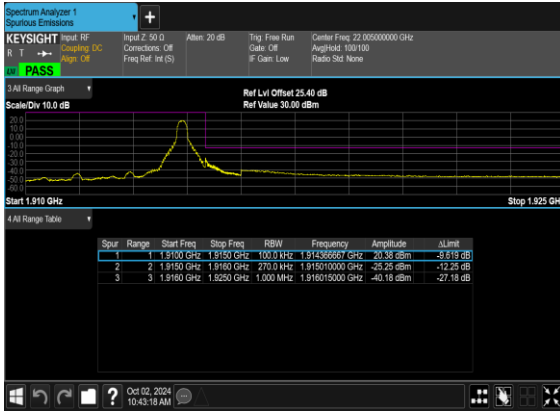 Spectrum Analyzer 1
Spurious Emissions
+
KEYSIGHT Input: RF Input Z: 50 Ω Atten: 20 dB Trig: Free Run Center Freq: 22.005000000 GHz
R T Coupling: DC Corrections: Off Gate: Off Avg|Hold: 100/100
Align: Off Freq Ref: Int (S) IF Gain: Low Radio Std: None
PASS
3 All Range Graph
Ref Lvl Offset 25.40 dB
Scale/Div 10.0 dB Ref Value 30.00 dBm
20.0
10.0
0.00
-10.0
-20.0
-30.0
-40.0
-50.0
-60.0
Start 1.910 GHz Stop 1.925 GH
4 All Range Table
Spur Range Start Freq Stop Freq RBW Frequency Amplitude ΔLimit
1 1 1.9100 GHz 1.9150 GHz 100.0 kHz 1.914366667 GHz 20.38 dBm -9.619 dB
2 2 1.9150 GHz 1.9160 GHz 270.0 kHz 1.915010000 GHz -25.25 dBm -12.25 dB
3 3 1.9160 GHz 1.9250 GHz 1.000 MHz 1.916015000 GHz -40.18 dBm -27.18 dB
? Oct 02, 2024
10:43:18 AM